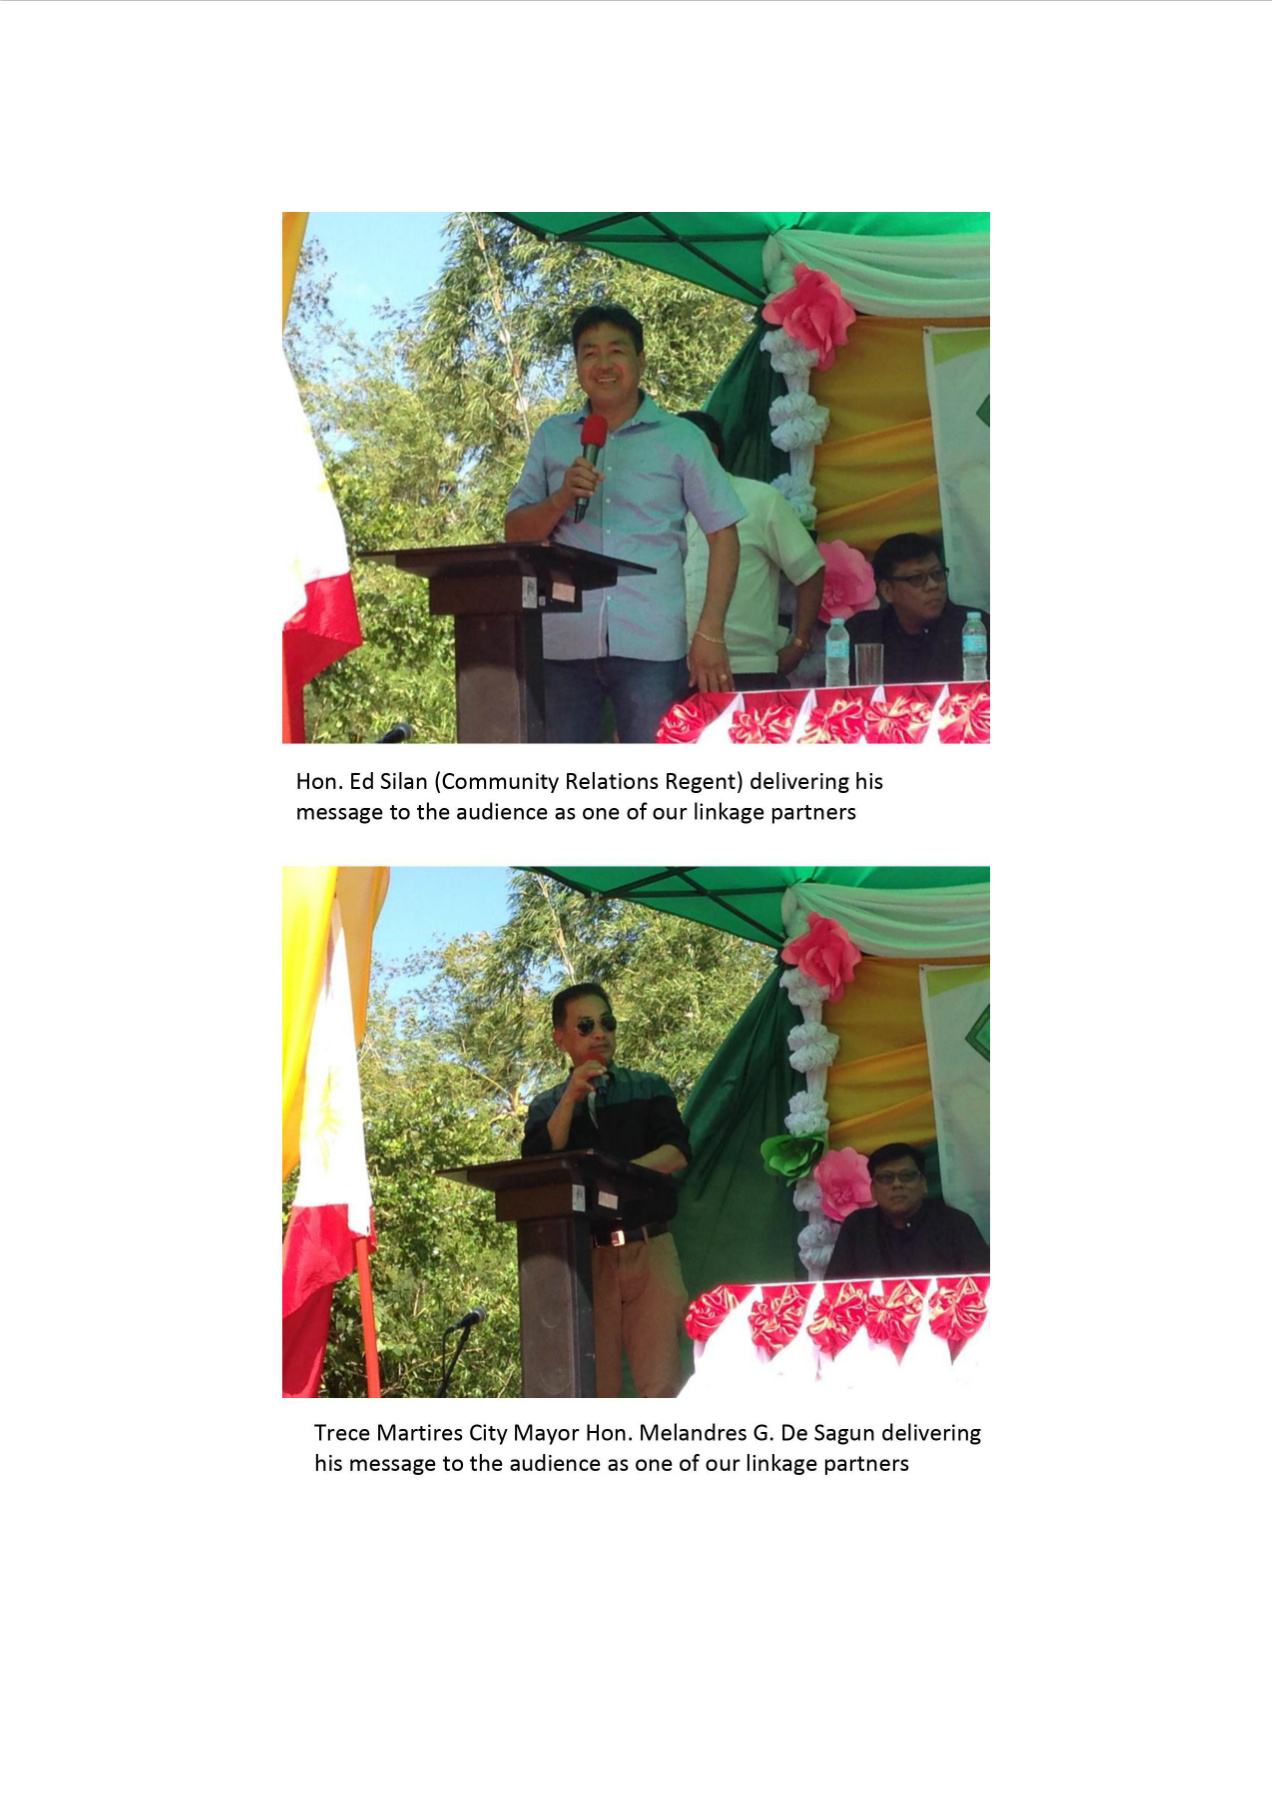 Hon. Ed Silan (Community Relations Regent) delivering his
message to the audience as one of our linkage partners
Trece Martires City Mayor Hon. Melandres G. De Sagun delivering
his message to the audience as one of our linkage partners